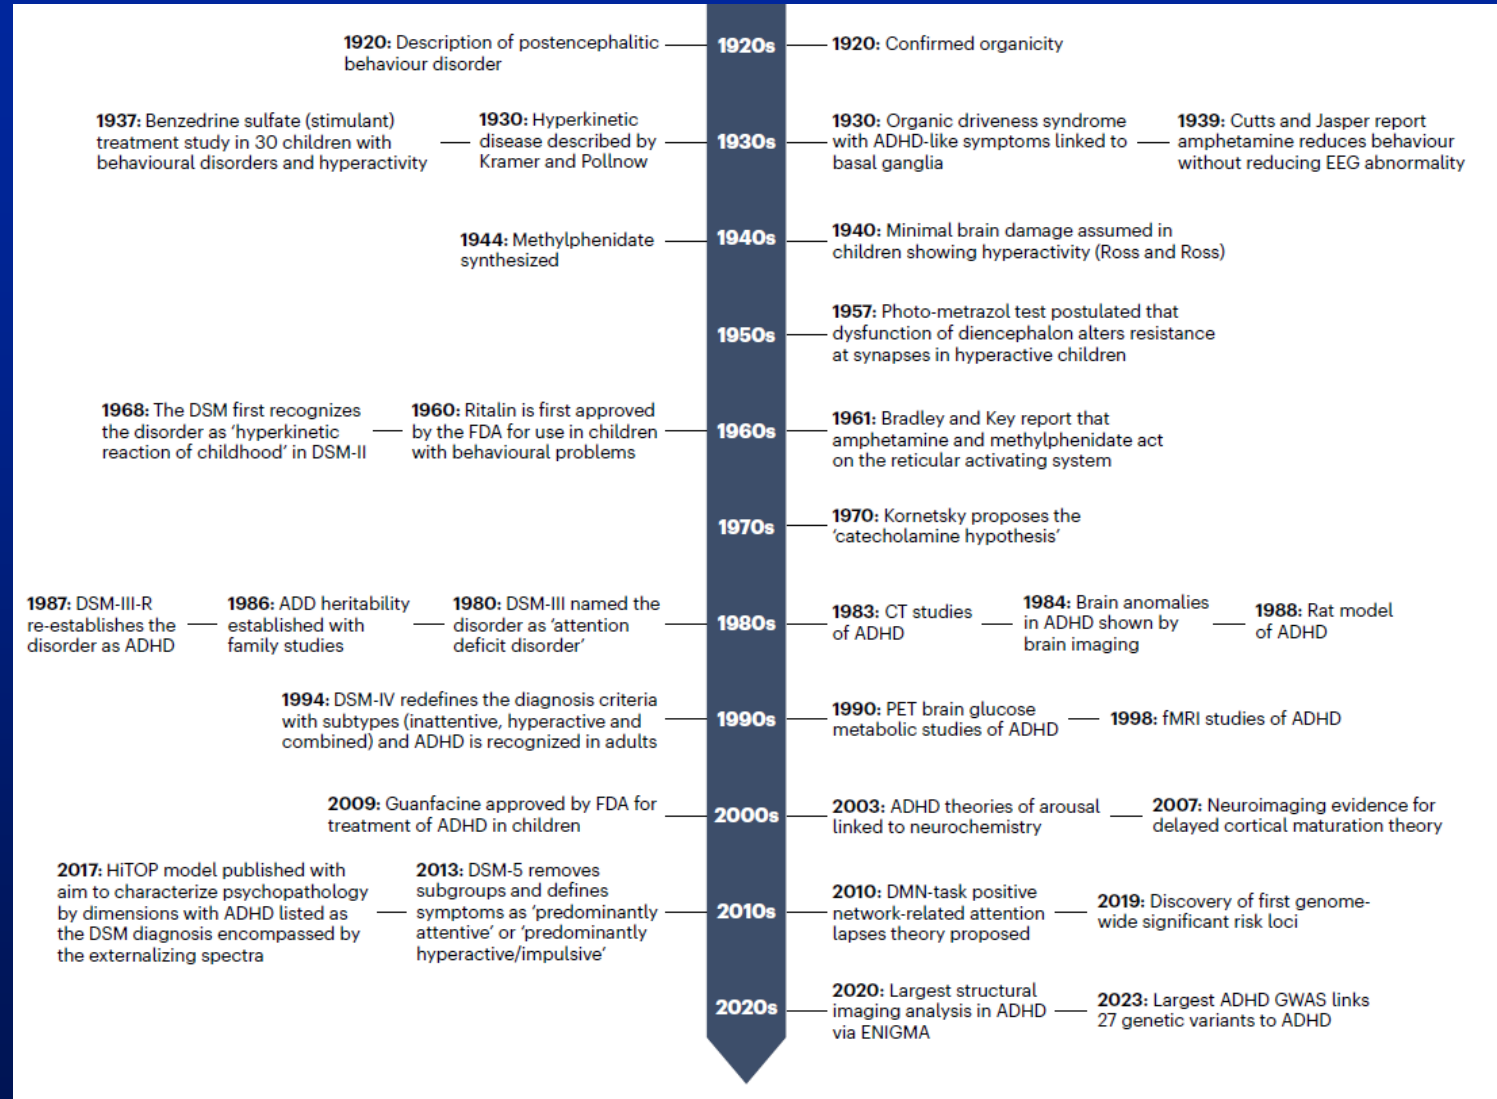 1920: Description of postencephalitic
behaviour disorder
1920s
1920: Confirmed organicity
1937: Benzedrine sulfate (stimulant)
treatment study in 30 children with
behavioural disorders and hyperactivity
1930: Hyperkinetic
disease described by
Kramer and Pollnow
1930s
1930: Organic driveness syndrome
with ADHD-like symptoms linked to
basal ganglia
1939: Cutts and Jasper report
amphetamine reduces behaviour
without reducing EEG abnormality
1944: Methylphenidate
synthesized
1940s
1940: Minimal brain damage assumed in
children showing hyperactivity (Ross and Ross)
1950s
1957: Photo-metrazol test postulated that
dysfunction of diencephalon alters resistance
at synapses in hyperactive children
1968: The DSM first recognizes
the disorder as ‘hyperkinetic
reaction of childhood’ in DSM-II
1960: Ritalin is first approved
by the FDA for use in children
with behavioural problems
1960s
1961: Bradley and Key report that
amphetamine and methylphenidate act
on the reticular activating system
1970s
1970: Kornetsky proposes the
‘catecholamine hypothesis’
1987: DSM-III-R
re-establishes the
disorder as ADHD
1986: ADD heritability
established with
family studies
1980: DSM-III named the
disorder as ‘attention
deficit disorder’
1980s
1983: CT studies
of ADHD
1984: Brain anomalies
in ADHD shown by
brain imaging
1988: Rat model
of ADHD
1994: DSM-IV redefines the diagnosis criteria
with subtypes (inattentive, hyperactive and
combined) and ADHD is recognized in adults
1990s
1990: PET brain glucose
metabolic studies of ADHD
1998: fMRI studies of ADHD
2009: Guanfacine approved by FDA for
treatment of ADHD in children
2000s
2003: ADHD theories of arousal
linked to neurochemistry
2007: Neuroimaging evidence for
delayed cortical maturation theory
2017: HiTOP model published with
aim to characterize psychopathology
by dimensions with ADHD listed as
the DSM diagnosis encompassed by
the externalizing spectra
2013: DSM-5 removes
subgroups and defines
symptoms as ‘predominantly
attentive’ or ‘predominantly
hyperactive/impulsive’
2010s
2010: DMN-task positive
network-related attention
lapses theory proposed
2019: Discovery of first genome-
wide significant risk loci
2020s
2020: Largest structural
imaging analysis in ADHD
via ENIGMA
2023: Largest ADHD GWAS links
27 genetic variants to ADHD